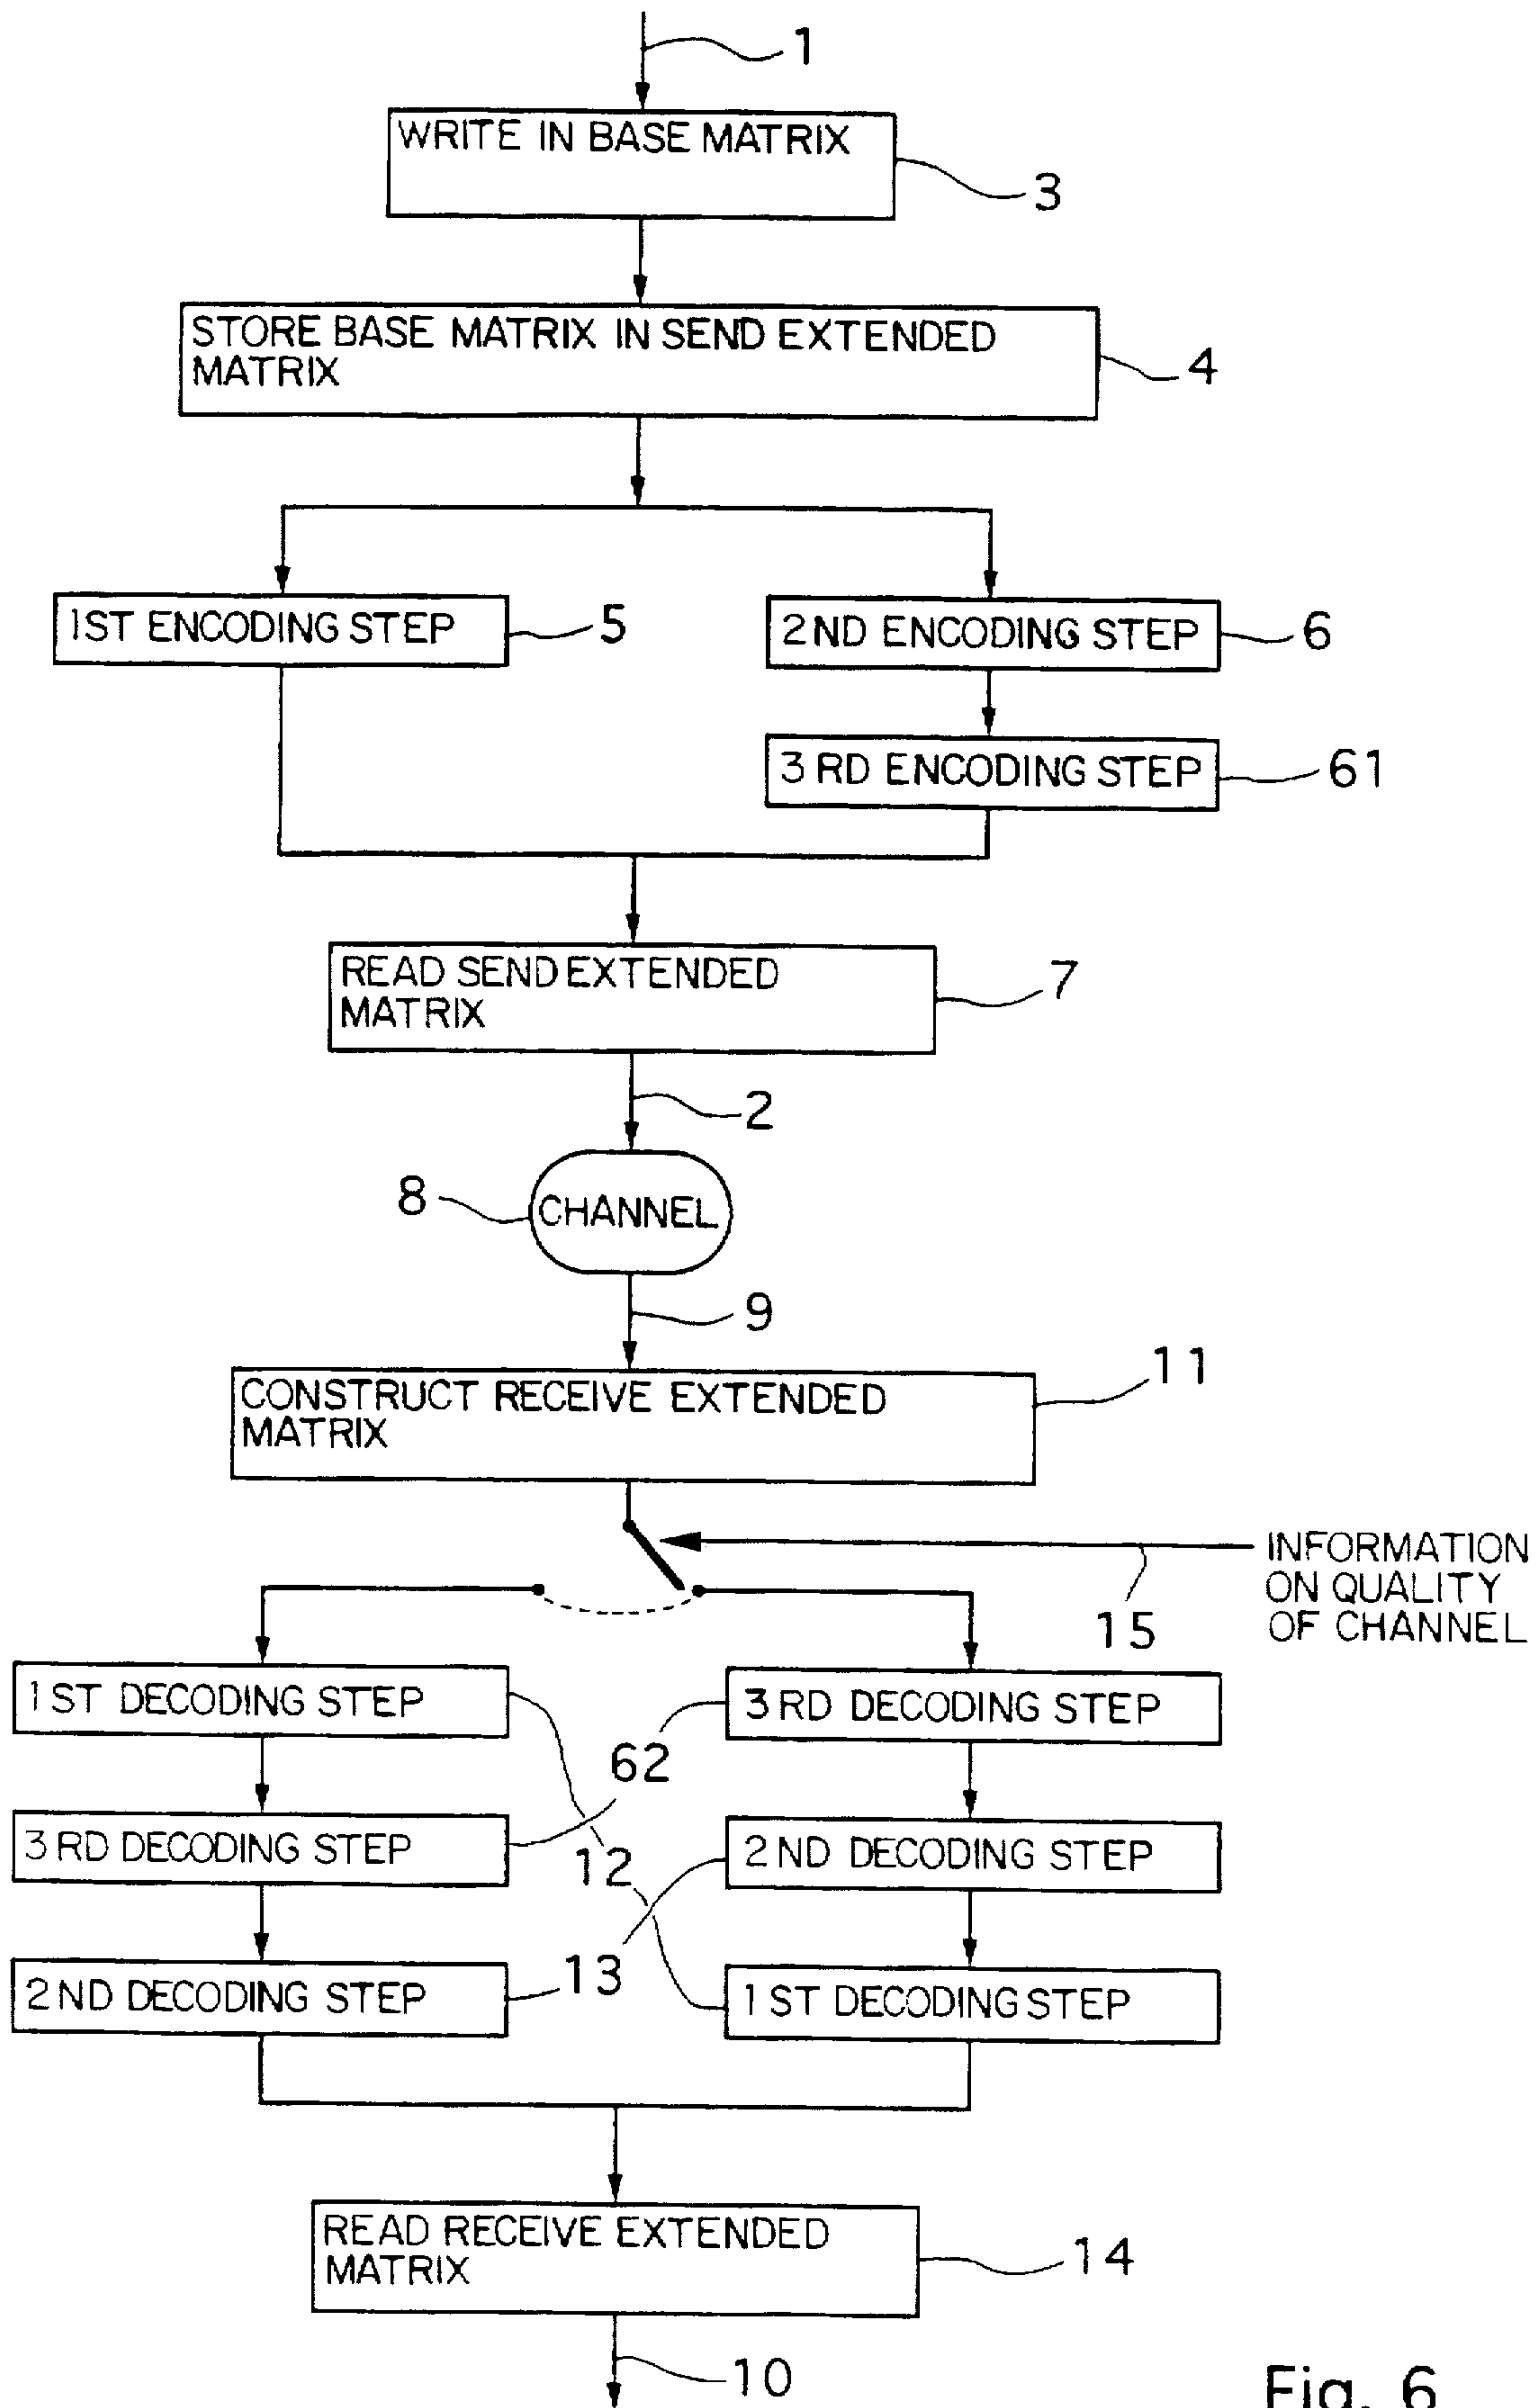 1
WRITE IN BASE MATRIX
3
STORE BASE MATRIX IN SEND EXTENDED
MATRIX
4
1ST ENCODING STEP
5
2ND ENCODING STEP
6
3RD ENCODING STEP
61
READ SEND EXTENDED
MATRIX
7
2
8
CHANNEL
9
CONSTRUCT RECEIVE EXTENDED
MATRIX
11
INFORMATION
ON QUALITY
OF CHANNEL
15
1ST DECODING STEP
3RD DECODING STEP
62
3RD DECODING STEP
2ND DECODING STEP
12
13
2ND DECODING STEP
1ST DECODING STEP
READ RECEIVE EXTENDED
MATRIX
14
10
Fig. 6